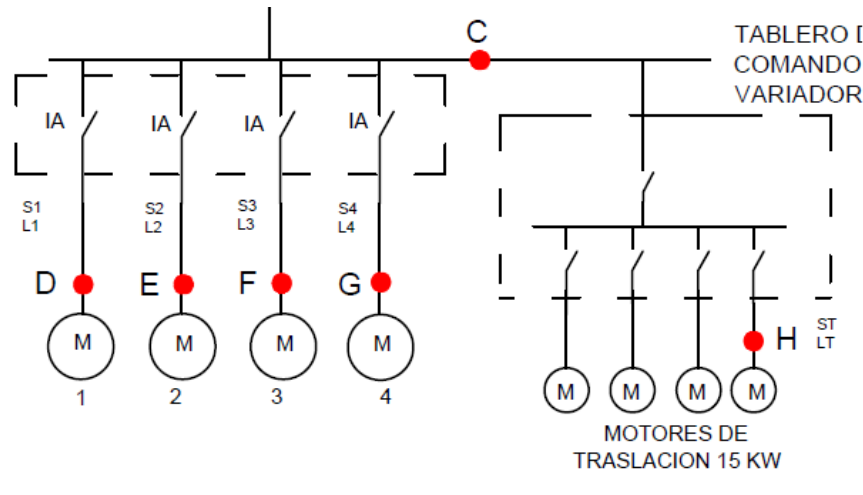 C
TABLERO D
COMANDO
VARIADOR
IA IA IA IA
S1 S2 S3 S4
L1 L2 L3 L4
D E F G
M M M M
1 2 3 4
H ST
LT
M M M M
MOTORES DE
TRASLACION 15 KW